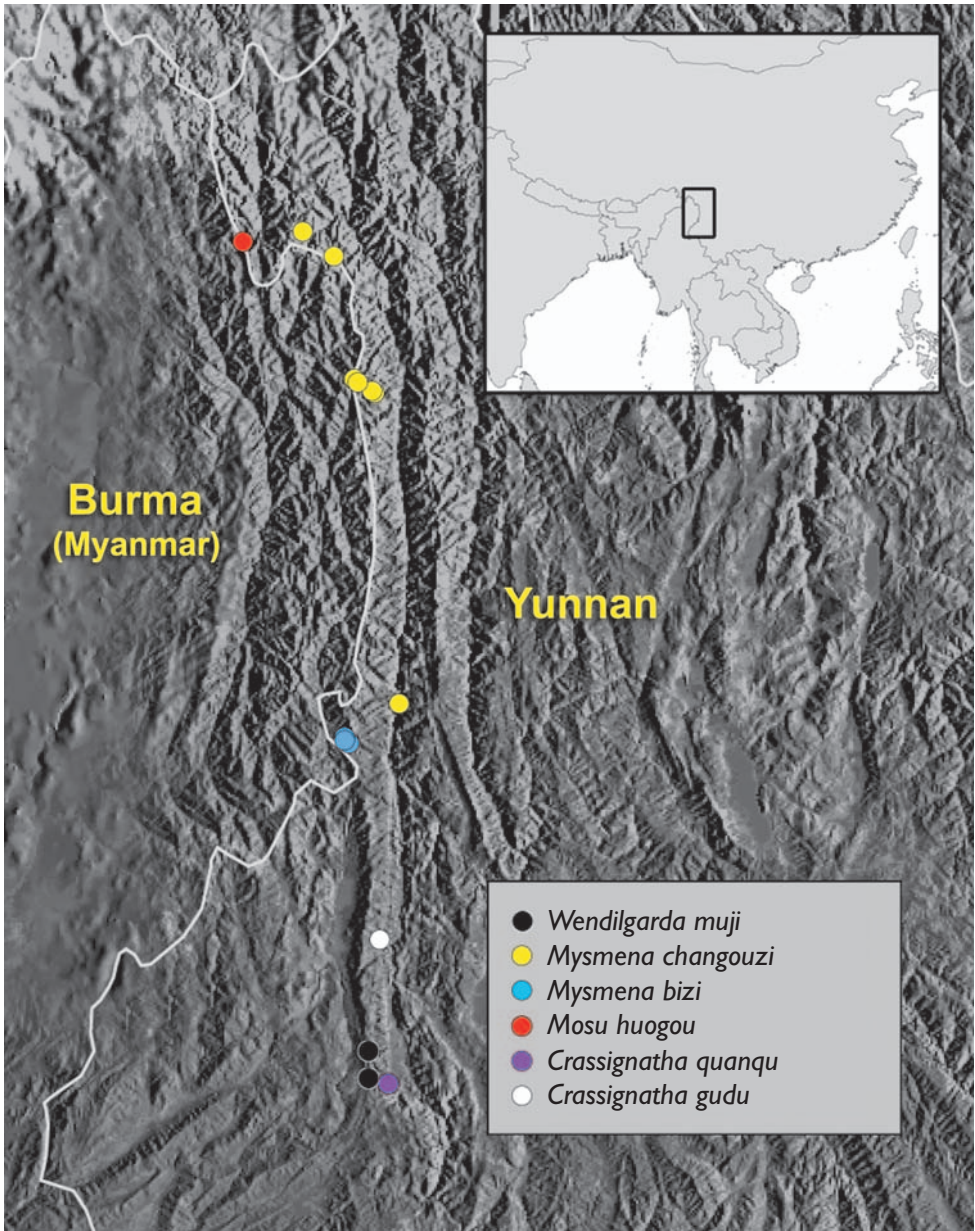 Burma
(Myanmar)
Yunnan
Wendilgarda muji
Mysmena changouzi
Mysmena bizi
Mosu huogou
Crassignatha quanqu
Crassignatha gudu